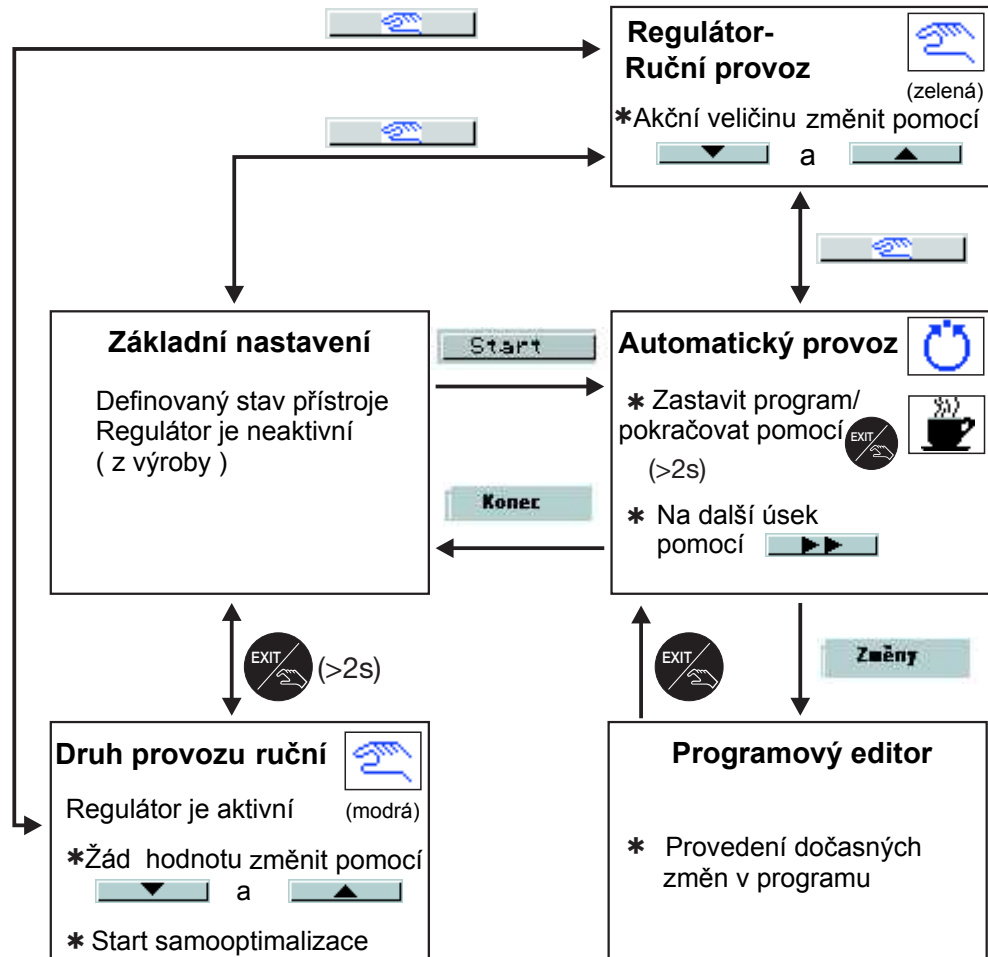 Regulátor-
Ruční provoz
(zelená)
*Akční veličinu změnit pomocí
a
Základní nastavení
Definovaný stav přístroje
Regulátor je neaktivní
( z výroby )
Start
Konec
Automatický provoz
* Zastavit program/
pokračovat pomocí
EXIT
(>2s)
* Na další úsek
pomocí
EXIT
(>2s)
EXIT
Změny
Druh provozu ruční
Regulátor je aktivní
(modrá)
*Žád hodnotu změnit pomocí
a
* Start samooptimalizace
Programový editor
* Provedení dočasných
změn v programu